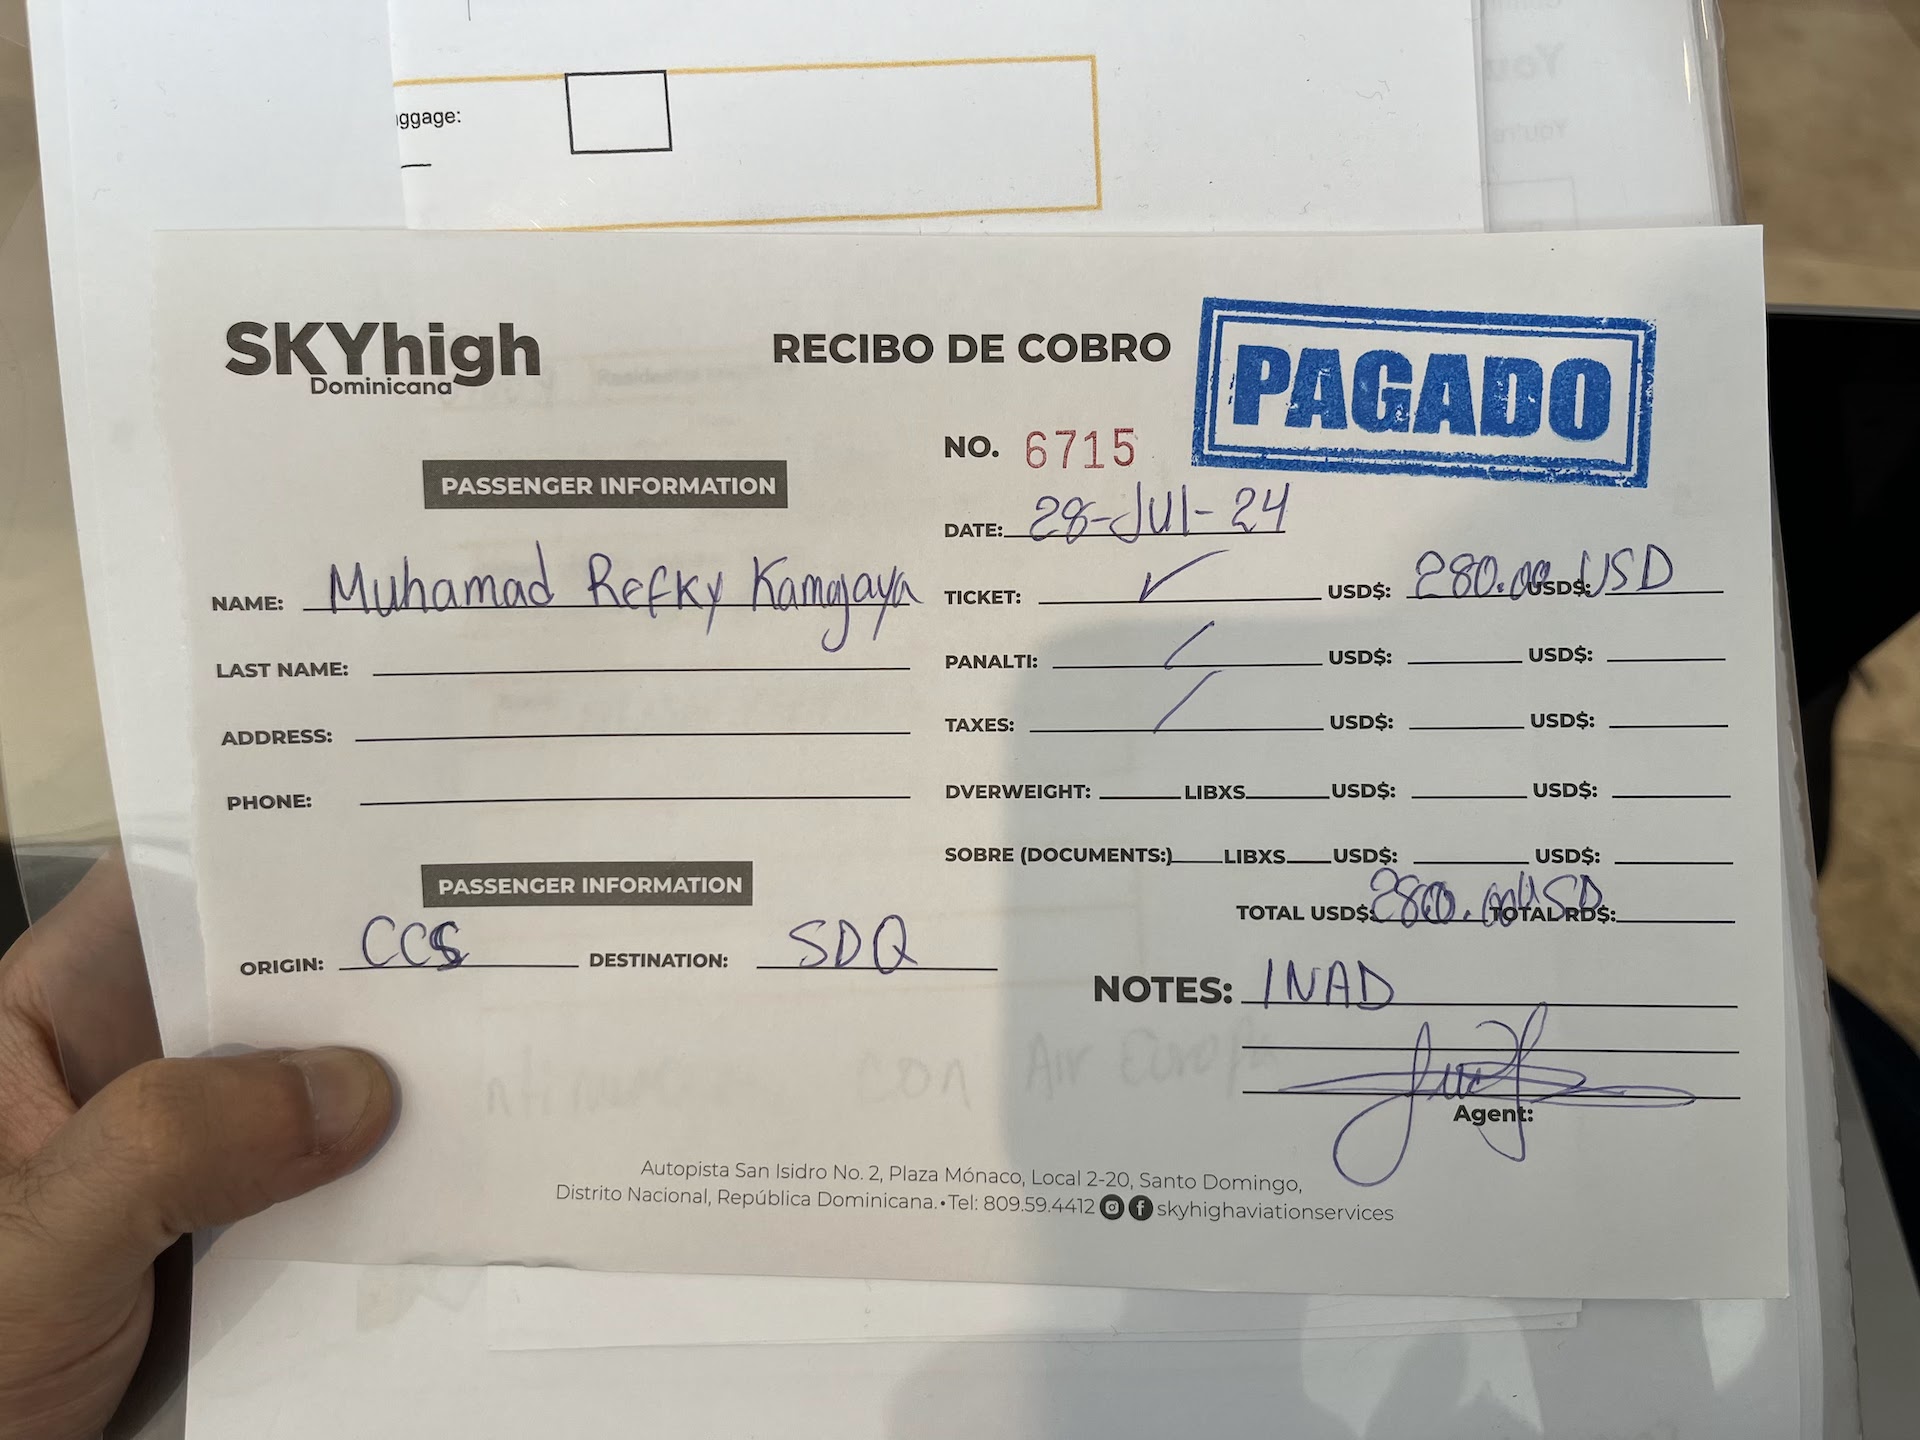 ggage:
SKYhigh
Dominicana
RECIBO DE COBRO
PAGADO
NO. 6715
PASSENGER INFORMATION
DATE: 28-JUL-24
NAME: Muhamad Refky Kamajaya
TICKET: ✓ USD$: 280.00 USD USD$:
LAST NAME:
PANALTI: / USD$: USD$:
ADDRESS:
TAXES: / USD$: USD$:
PHONE:
DVERWEIGHT: LIBXS USD$: USD$:
SOBRE (DOCUMENTS:) LIBXS USD$: USD$:
PASSENGER INFORMATION
TOTAL USD$: 280.00 USD TOTAL RD$:
ORIGIN: CCS DESTINATION: SDQ
NOTES: INAD
con Air Europa
Agent:
Autopista San Isidro No. 2, Plaza Mónaco, Local 2-20, Santo Domingo,
Distrito Nacional, República Dominicana. • Tel: 809.59.4412 skyhighaviationservices